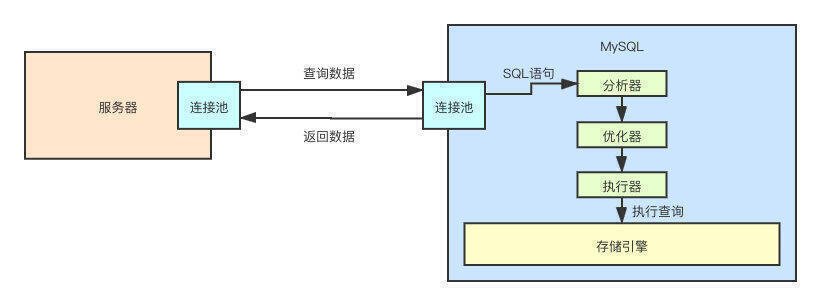 MySQL
查询数据
SQL语句
服务器
连接池
连接池
分析器
返回数据
优化器
执行器
执行查询
存储引擎